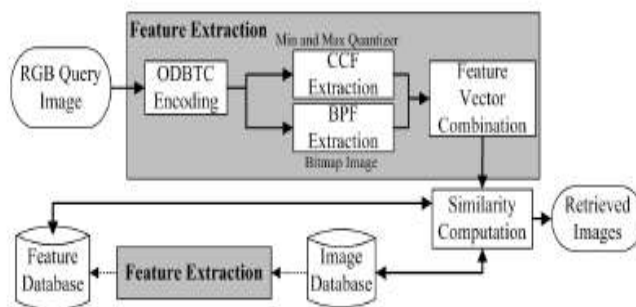 Feature Extraction
Min and Max Quantizer
RGB Query
Image
ODBTC
Encoding
CCF
Extraction
BPF
Extraction
Bitmap Image
Feature
Vector
Combination
Similarity
Computation
Retrieved
Images
Feature
Database
Feature Extraction
Image
Database